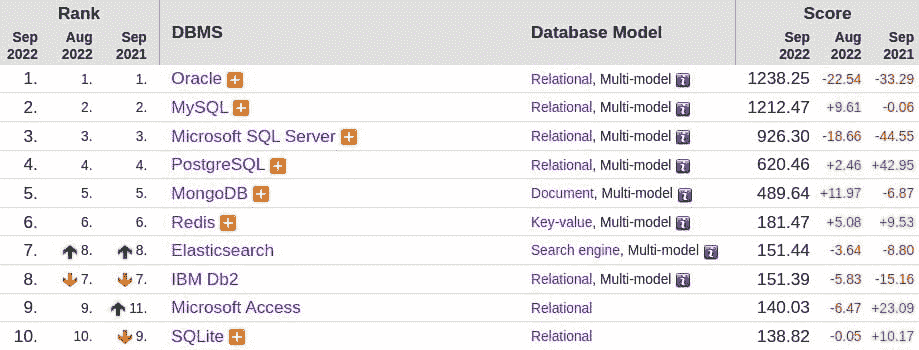 Rank Score
Sep Aug Sep DBMS Database Model Sep Aug Sep
2022 2022 2021 2022 2022 2021
1. 1. 1. Oracle Relational, Multi-model 1238.25 -22.54 -33.29
2. 2. 2. MySQL Relational, Multi-model 1212.47 +9.61 -0.06
3. 3. 3. Microsoft SQL Server Relational, Multi-model 926.30 -18.66 -44.55
4. 4. 4. PostgreSQL Relational, Multi-model 620.46 +2.46 +42.95
5. 5. 5. MongoDB Document, Multi-model 489.64 +11.97 -6.87
6. 6. 6. Redis Key-value, Multi-model 181.47 +5.08 +9.53
7. 8. 8. Elasticsearch Search engine, Multi-model 151.44 -3.64 -8.80
8. 7. 7. IBM Db2 Relational, Multi-model 151.39 -5.83 -15.16
9. 9. 11. Microsoft Access Relational 140.03 -6.47 +23.09
10. 10. 9. SQLite Relational 138.82 -0.05 +10.17